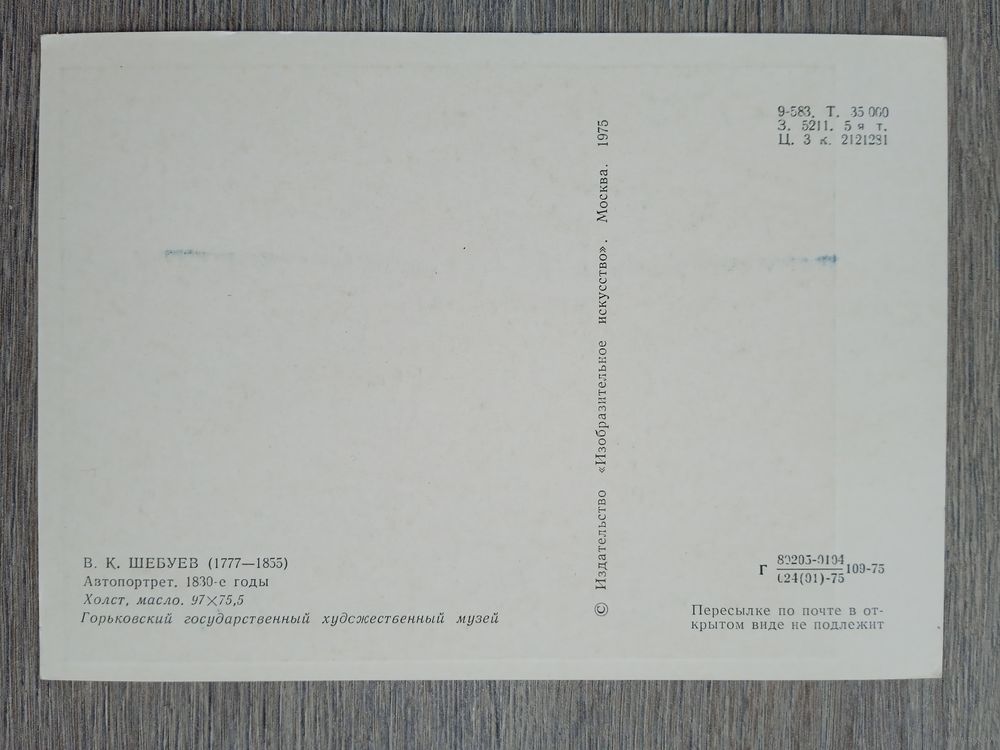 9-583. Т. 35 000
З. 5211. 5 я т.
Ц. 3 к. 2121281
© Издательство «Изобразительное искусство». Москва. 1975
В. К. ШЕБУЕВ (1777—1855)
Автопортрет. 1830-е годы
Холст, масло. 97×75,5
Горьковский государственный художественный музей
Г 80205-0194
024(01)-75 109-75
Пересылке по почте в от-
крытом виде не подлежит